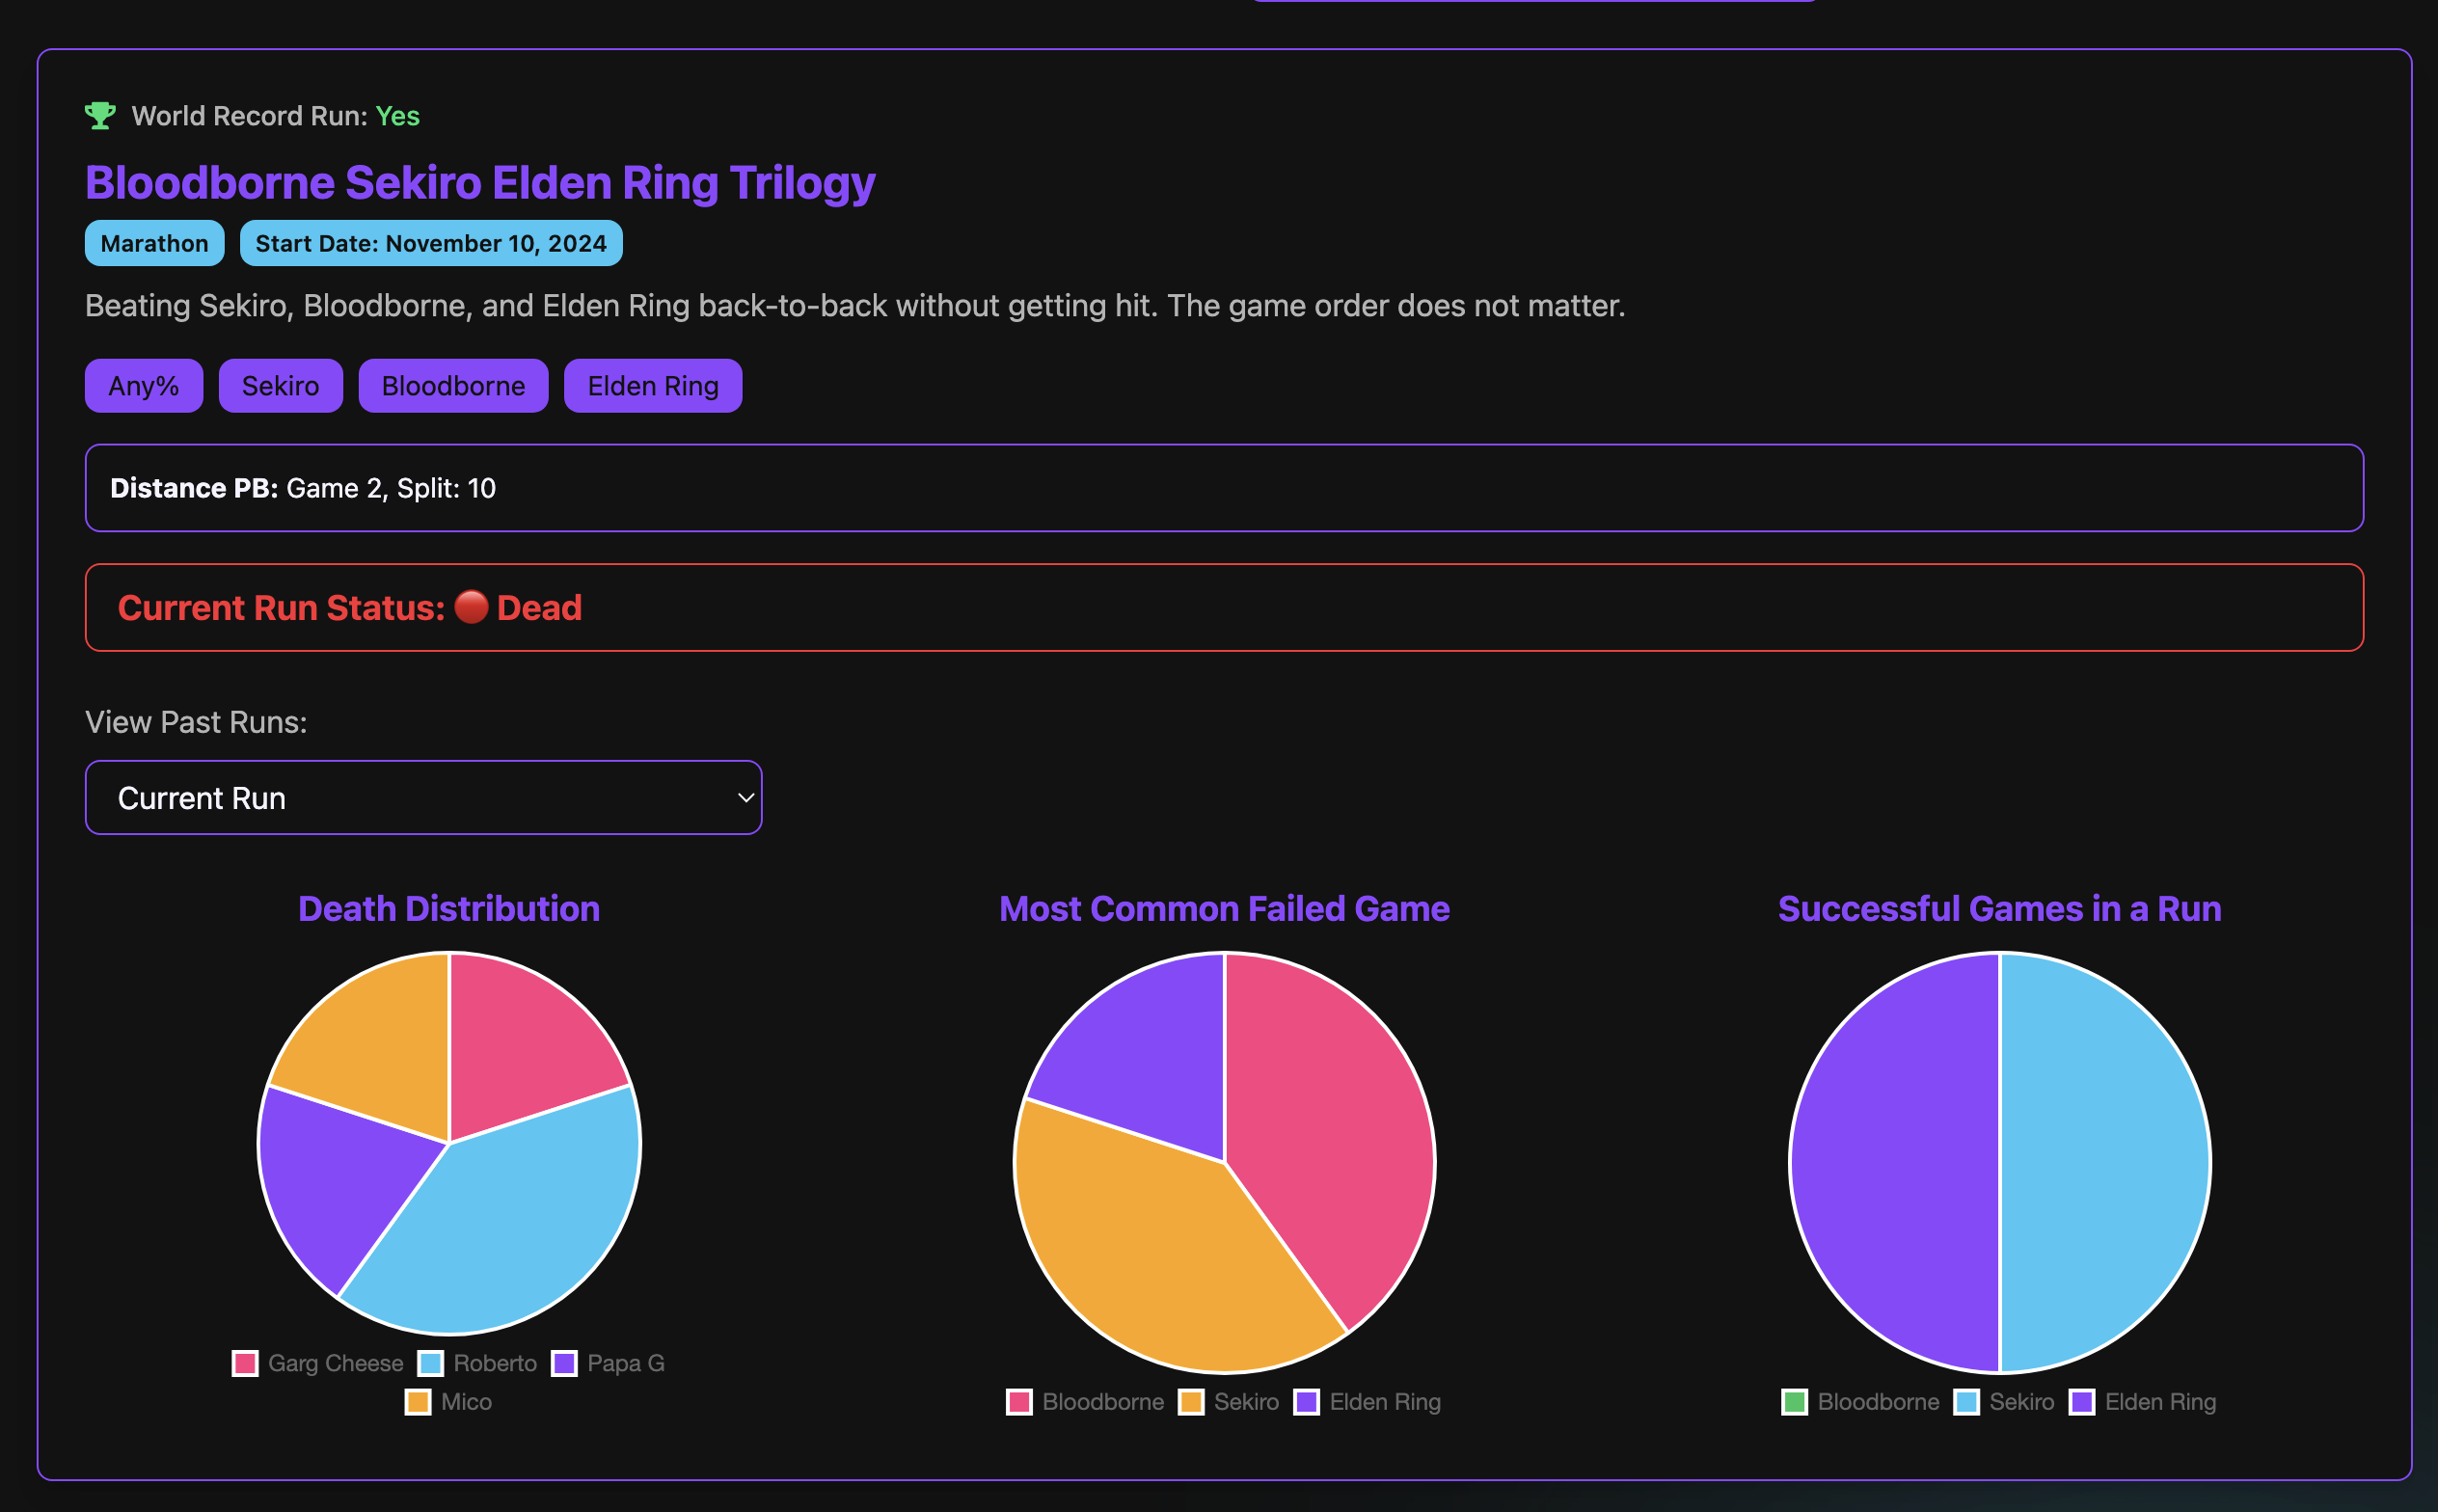 World Record Run: Yes
Bloodborne Sekiro Elden Ring Trilogy
Marathon Start Date: November 10, 2024
Beating Sekiro, Bloodborne, and Elden Ring back-to-back without getting hit. The game order does not matter.
Any% Sekiro Bloodborne Elden Ring
Distance PB: Game 2, Split: 10
Current Run Status: 🔴 Dead
View Past Runs:
Current Run
Death Distribution
Garg Cheese Roberto Papa G
Mico
Most Common Failed Game
Bloodborne Sekiro Elden Ring
Successful Games in a Run
Bloodborne Sekiro Elden Ring